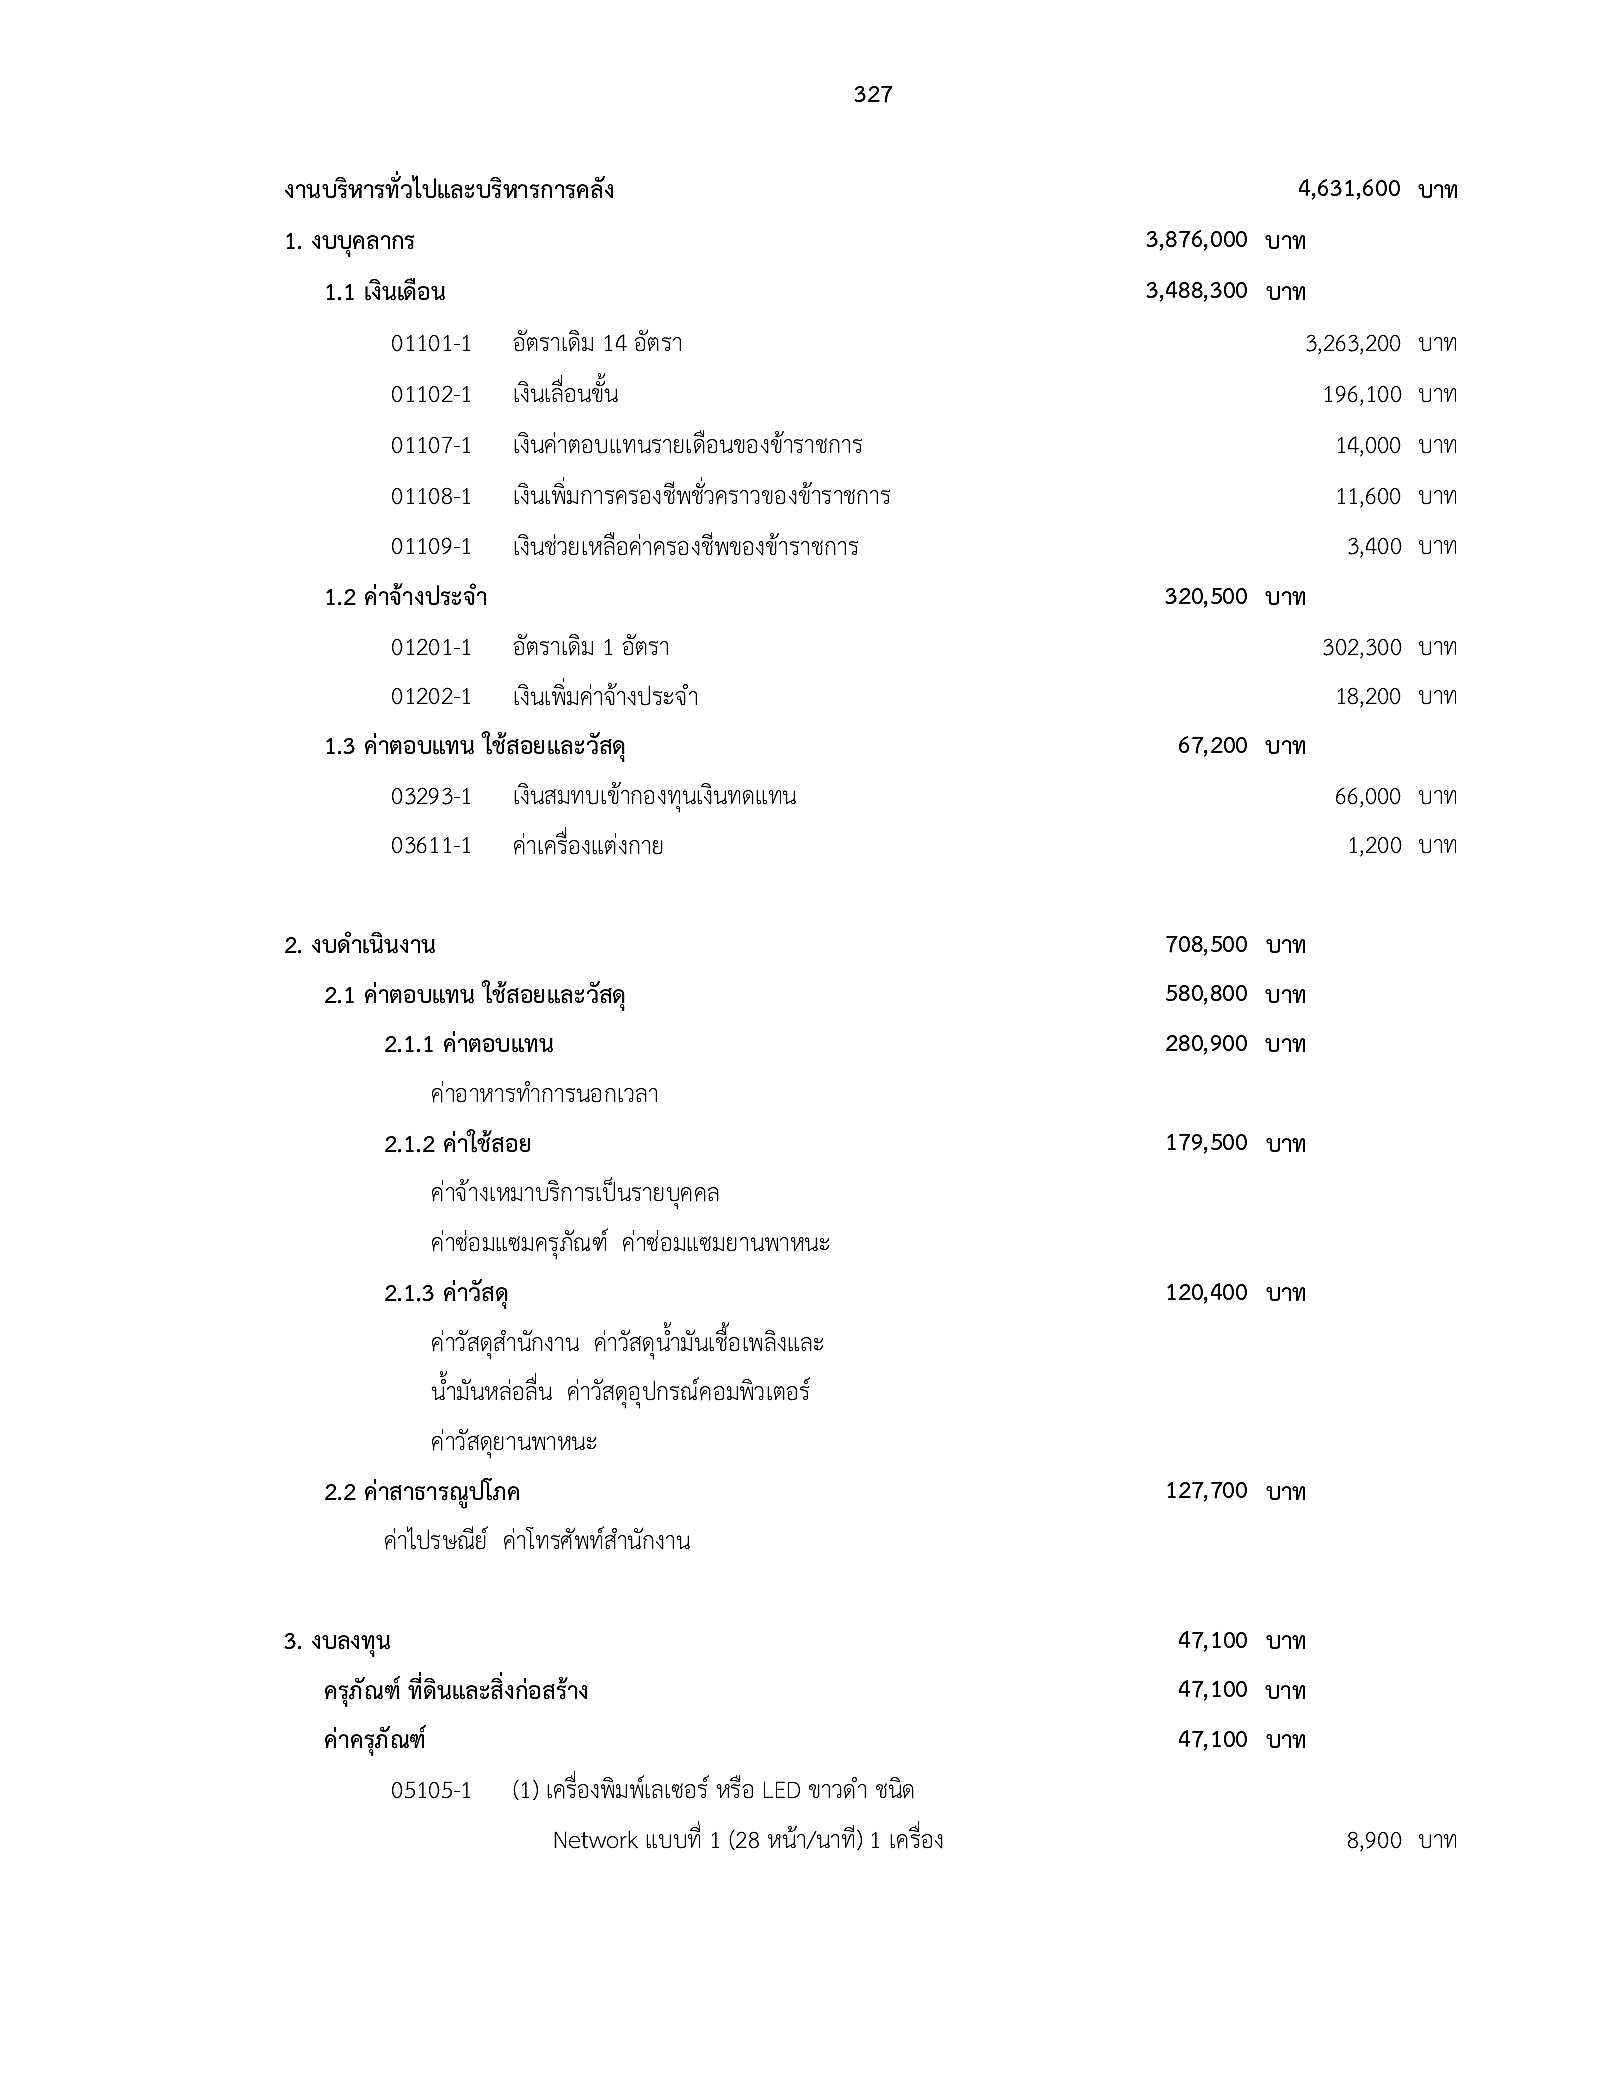 327
งานบริหารทั่วไปและบริหารการคลัง 4,631,600 บาท
1. งบบุคลากร 3,876,000 บาท
1.1 เงินเดือน 3,488,300 บาท
01101-1 อัตราเดิม 14 อัตรา 3,263,200 บาท
01102-1 เงินเลื่อนขั้น 196,100 บาท
01107-1 เงินค่าตอบแทนรายเดือนของข้าราชการ 14,000 บาท
01108-1 เงินเพิ่มการครองชีพชั่วคราวของข้าราชการ 11,600 บาท
01109-1 เงินช่วยเหลือค่าครองชีพของข้าราชการ 3,400 บาท
1.2 ค่าจ้างประจำ 320,500 บาท
01201-1 อัตราเดิม 1 อัตรา 302,300 บาท
01202-1 เงินเพิ่มค่าจ้างประจำ 18,200 บาท
1.3 ค่าตอบแทน ใช้สอยและวัสดุ 67,200 บาท
03293-1 เงินสมทบเข้ากองทุนเงินทดแทน 66,000 บาท
03611-1 ค่าเครื่องแต่งกาย 1,200 บาท
2. งบดำเนินงาน 708,500 บาท
2.1 ค่าตอบแทน ใช้สอยและวัสดุ 580,800 บาท
2.1.1 ค่าตอบแทน 280,900 บาท
ค่าอาหารทำการนอกเวลา
2.1.2 ค่าใช้สอย 179,500 บาท
ค่าจ้างเหมาบริการเป็นรายบุคคล
ค่าซ่อมแซมครุภัณฑ์ ค่าซ่อมแซมยานพาหนะ
2.1.3 ค่าวัสดุ 120,400 บาท
ค่าวัสดุสำนักงาน ค่าวัสดุน้ำมันเชื้อเพลิงและ
น้ำมันหล่อลื่น ค่าวัสดุอุปกรณ์คอมพิวเตอร์
ค่าวัสดุยานพาหนะ
2.2 ค่าสาธารณูปโภค 127,700 บาท
ค่าไปรษณีย์ ค่าโทรศัพท์สำนักงาน
3. งบลงทุน 47,100 บาท
ครุภัณฑ์ ที่ดินและสิ่งก่อสร้าง 47,100 บาท
ค่าครุภัณฑ์ 47,100 บาท
05105-1 (1) เครื่องพิมพ์เลเซอร์ หรือ LED ขาวดำ ชนิด
Network แบบที่ 1 (28 หน้า/นาที) 1 เครื่อง 8,900 บาท